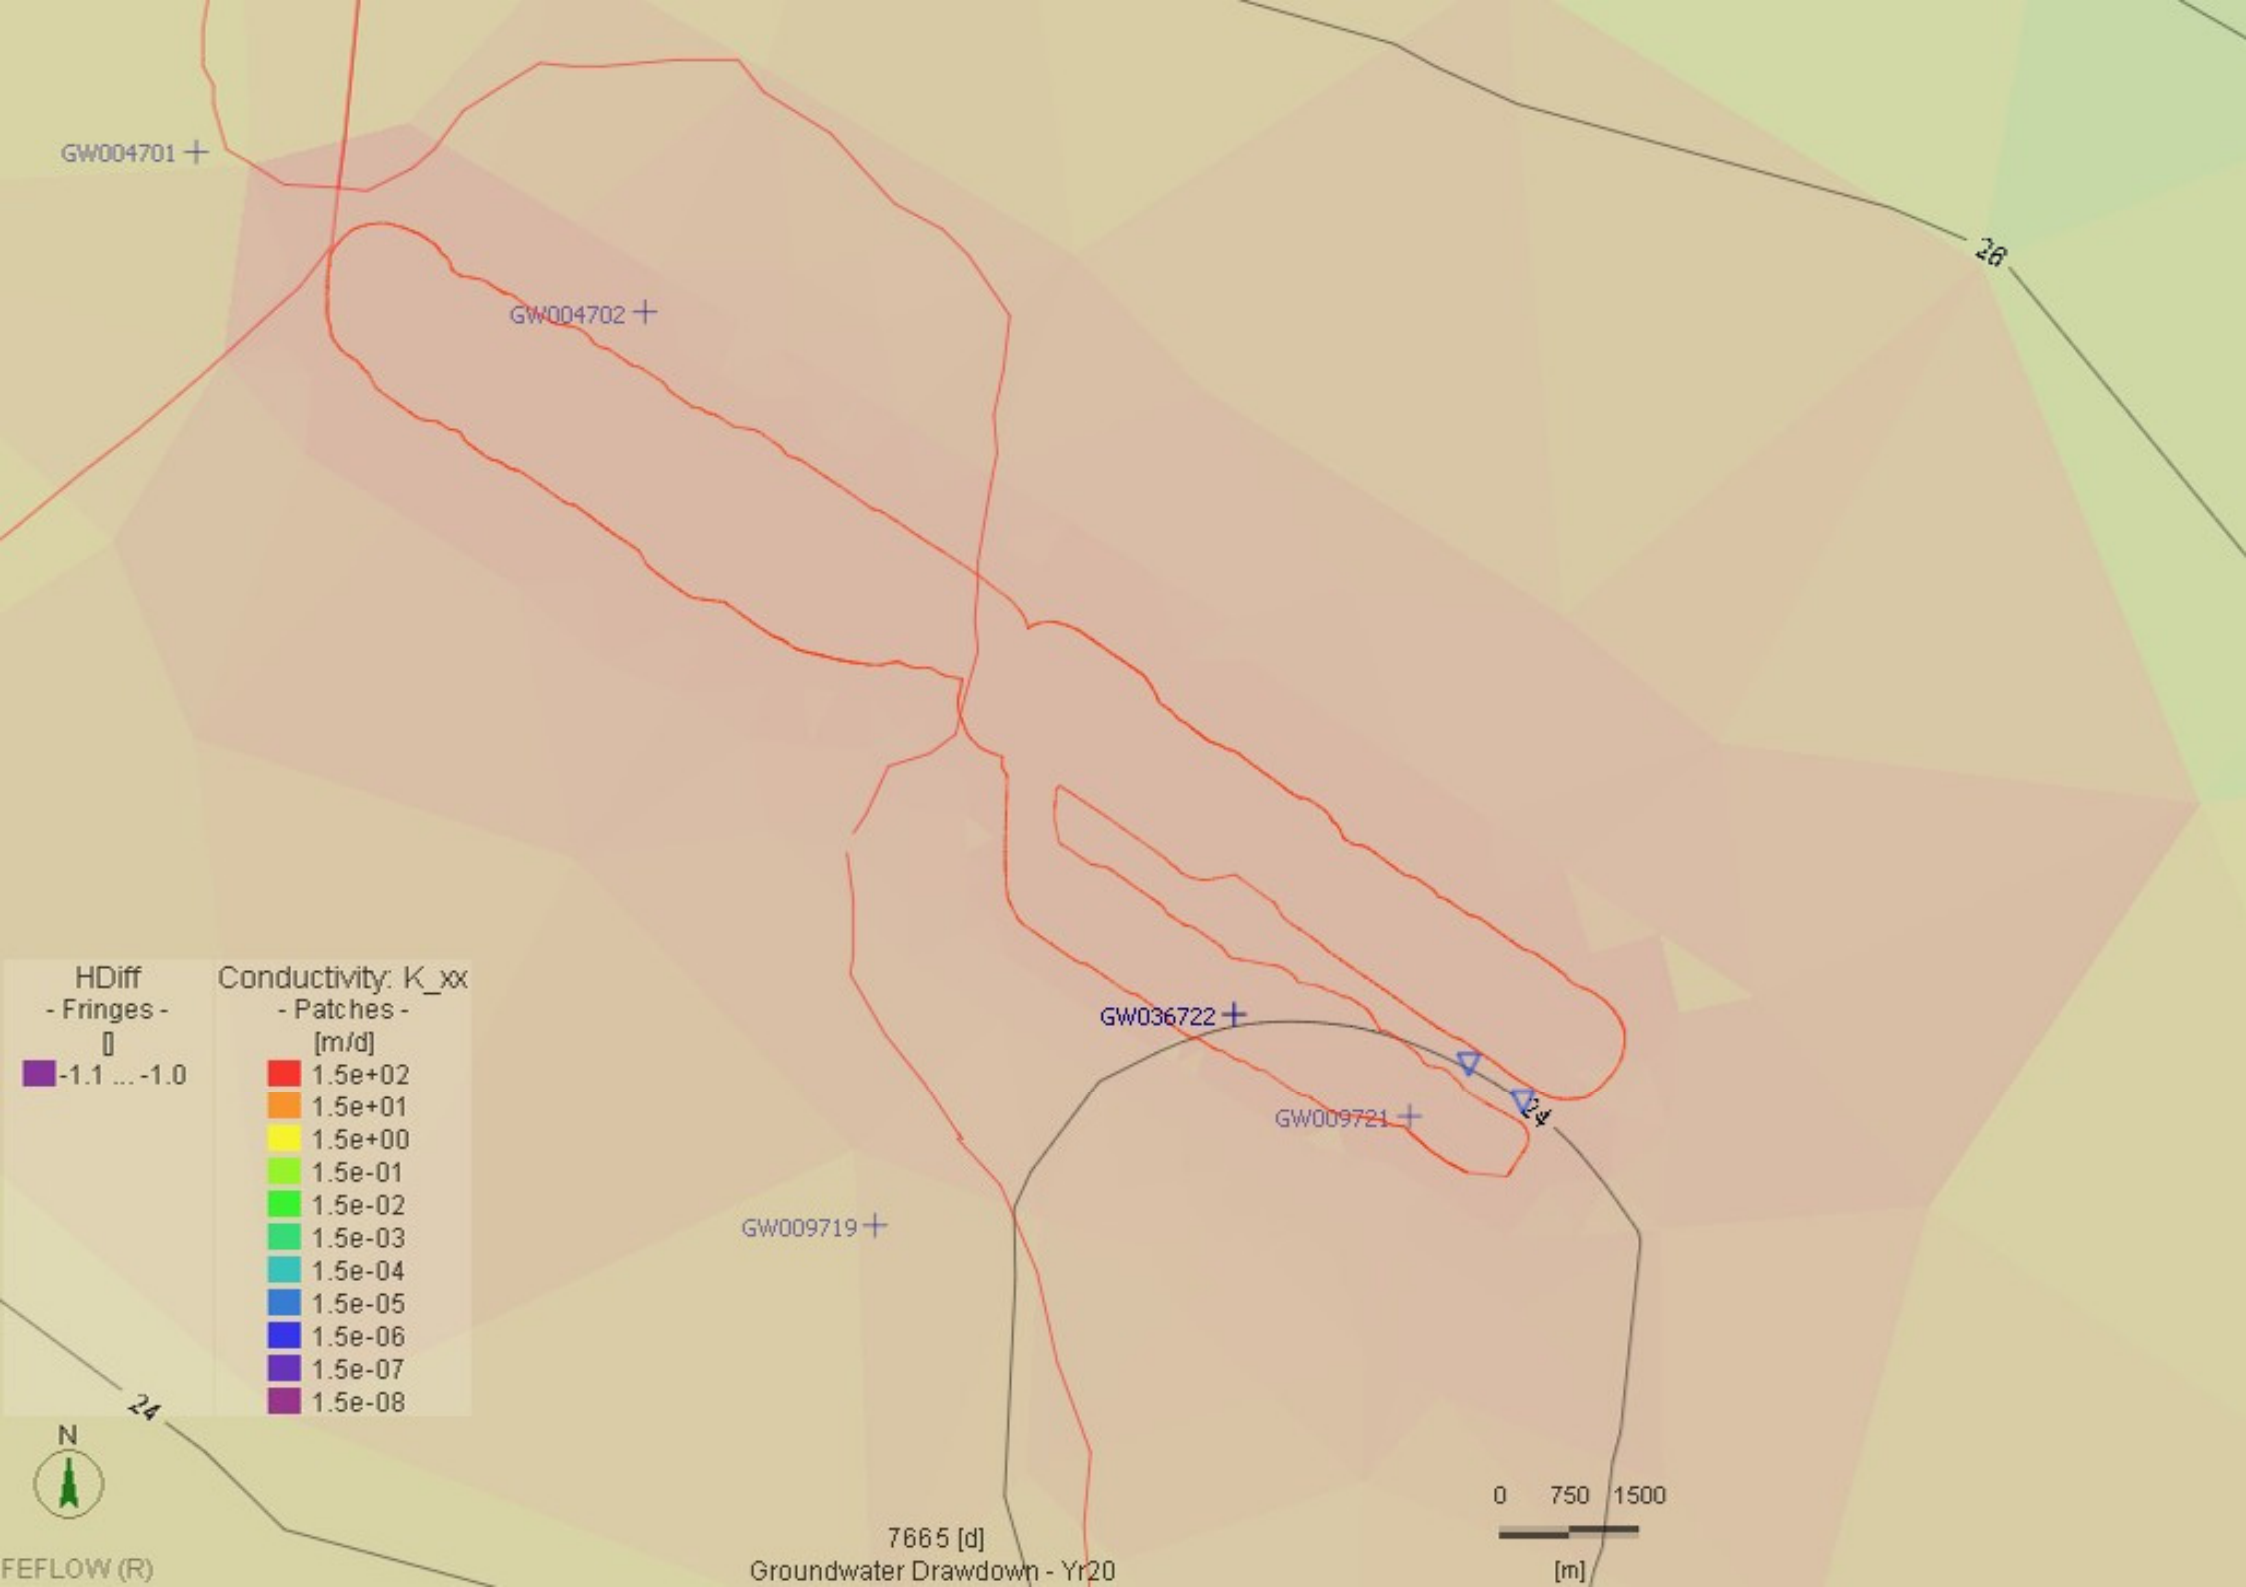 26
GW004701
GW004702
GW036722
GW009721
24
GW009719
HDiff
- Fringes -
[]
-1.1 ... -1.0
Conductivity: K_xx
- Patches -
[m/d]
1.5e+02
1.5e+01
1.5e+00
1.5e-01
1.5e-02
1.5e-03
1.5e-04
1.5e-05
1.5e-06
1.5e-07
1.5e-08
24
N
FEFLOW (R)
7665 [d]
Groundwater Drawdown - Yr20
0 750 1500
[m]